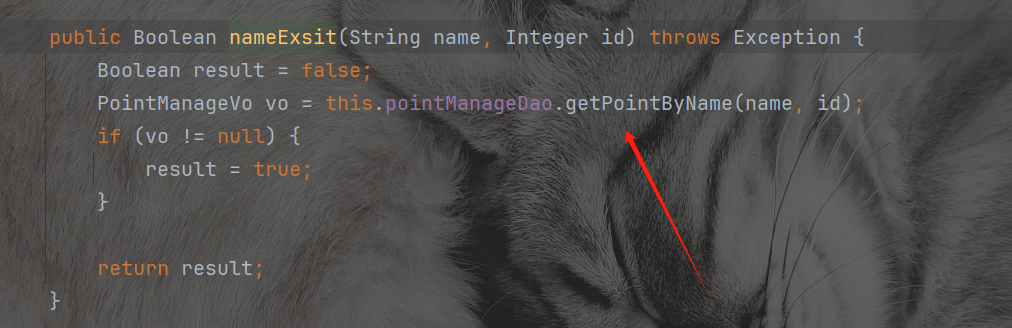 public Boolean nameExsit(String name, Integer id) throws Exception {
Boolean result = false;
PointManageVo vo = this.pointManageDao.getPointByName(name, id);
if (vo != null) {
result = true;
}
return result;
}